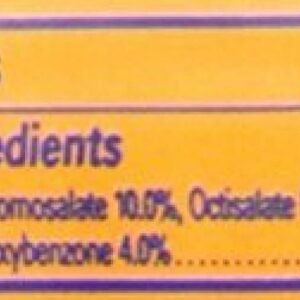 edients
omosalate 10.0%, Octisalate
xybenzone 4.0%..............